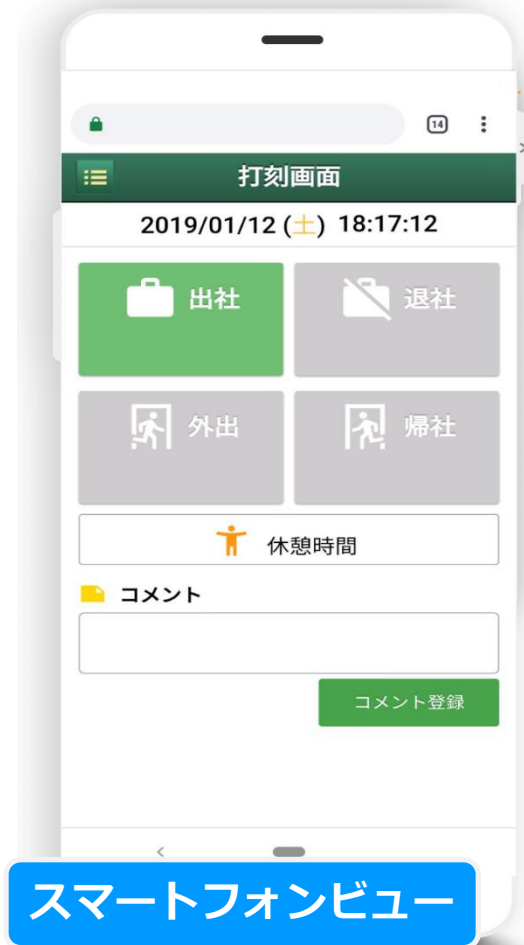 14
打刻画面
2019/01/12 (土) 18:17:12
出社
退社
外出
帰社
休憩時間
コメント
コメント登録
スマートフォンビュー